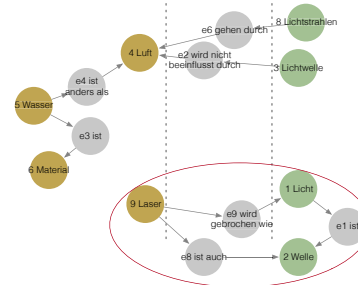 8 Lichtstrahlen
e6 gehen durch
4 Luft
e2 wird nicht
beeinflusst durch
3 Lichtwelle
e4 ist
anders als
5 Wasser
e3 ist
6 Material
1 Licht
9 Laser
e9 wird
gebrochen wie
e1 ist
e8 ist auch
2 Welle